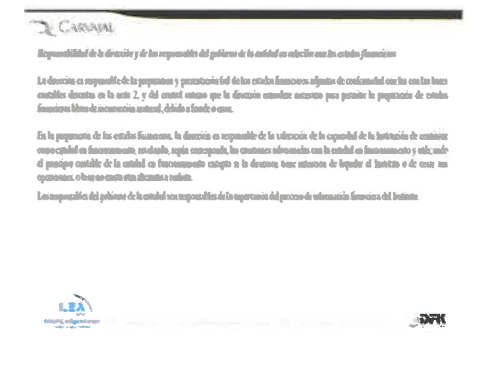 CARVAJAL
Responsabilidad de la dirección y de los responsables del gobierno de la entidad en relación con los estados financieros
La dirección es responsable de la preparación y presentación fiel de los estados financieros adjuntos de conformidad con las bases
contables descritas en la nota 2, y del control interno que la dirección considere necesario para permitir la preparación de estados
financieros libres de incorrección material, debido a fraude o error.
En la preparación de los estados financieros, la dirección es responsable de la valoración de la capacidad de la Institución de continuar
como entidad en funcionamiento, revelando, según corresponda, las cuestiones relacionadas con la entidad en funcionamiento y utilizando
el principio contable de la entidad en funcionamiento excepto si la dirección tiene intención de liquidar el Instituto o de cesar sus
operaciones, o bien no exista otra alternativa realista.
Los responsables del gobierno de la entidad son responsables de la supervisión del proceso de información financiera del Instituto.
LEA
DFK